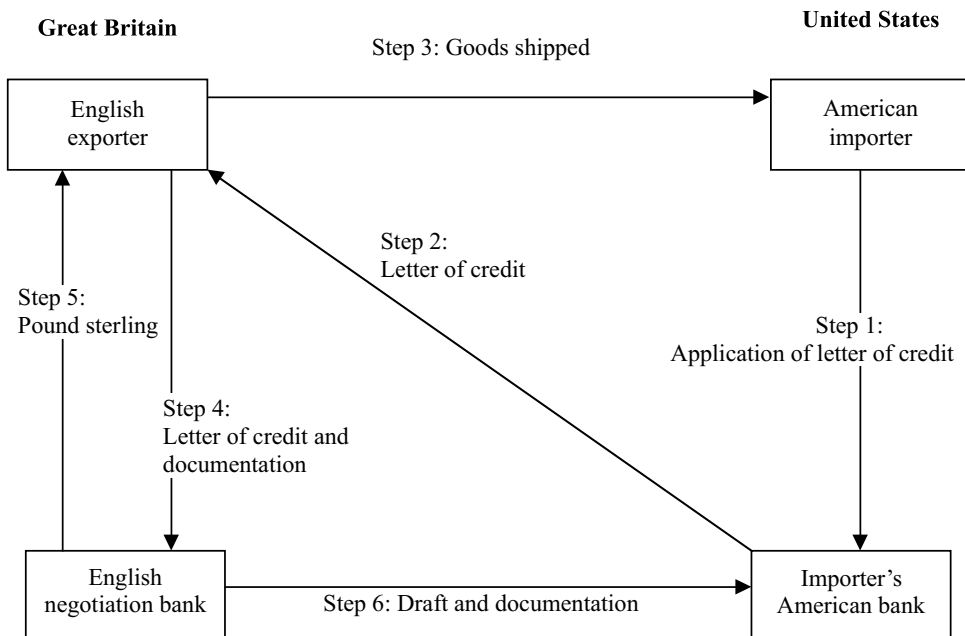 Great Britain
United States
Step 3: Goods shipped
English
exporter
American
importer
Step 2:
Letter of credit
Step 5:
Pound sterling
Step 1:
Application of letter of credit
Step 4:
Letter of credit and
documentation
English
negotiation bank
Step 6: Draft and documentation
Importer’s
American bank